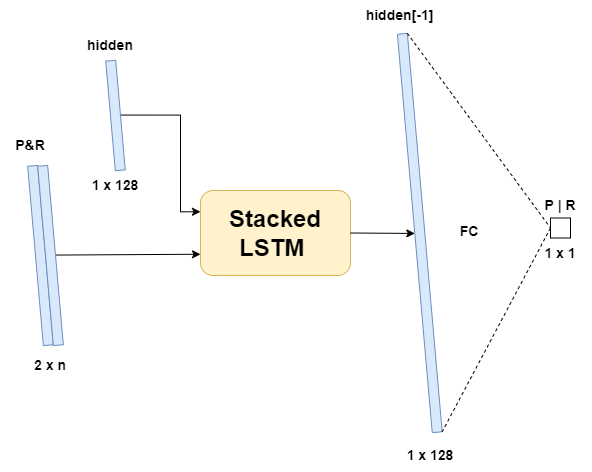 hidden[-1]
hidden
P&R
1 x 128
P | R
Stacked
LSTM
FC
1 x 1
2 x n
1 x 128